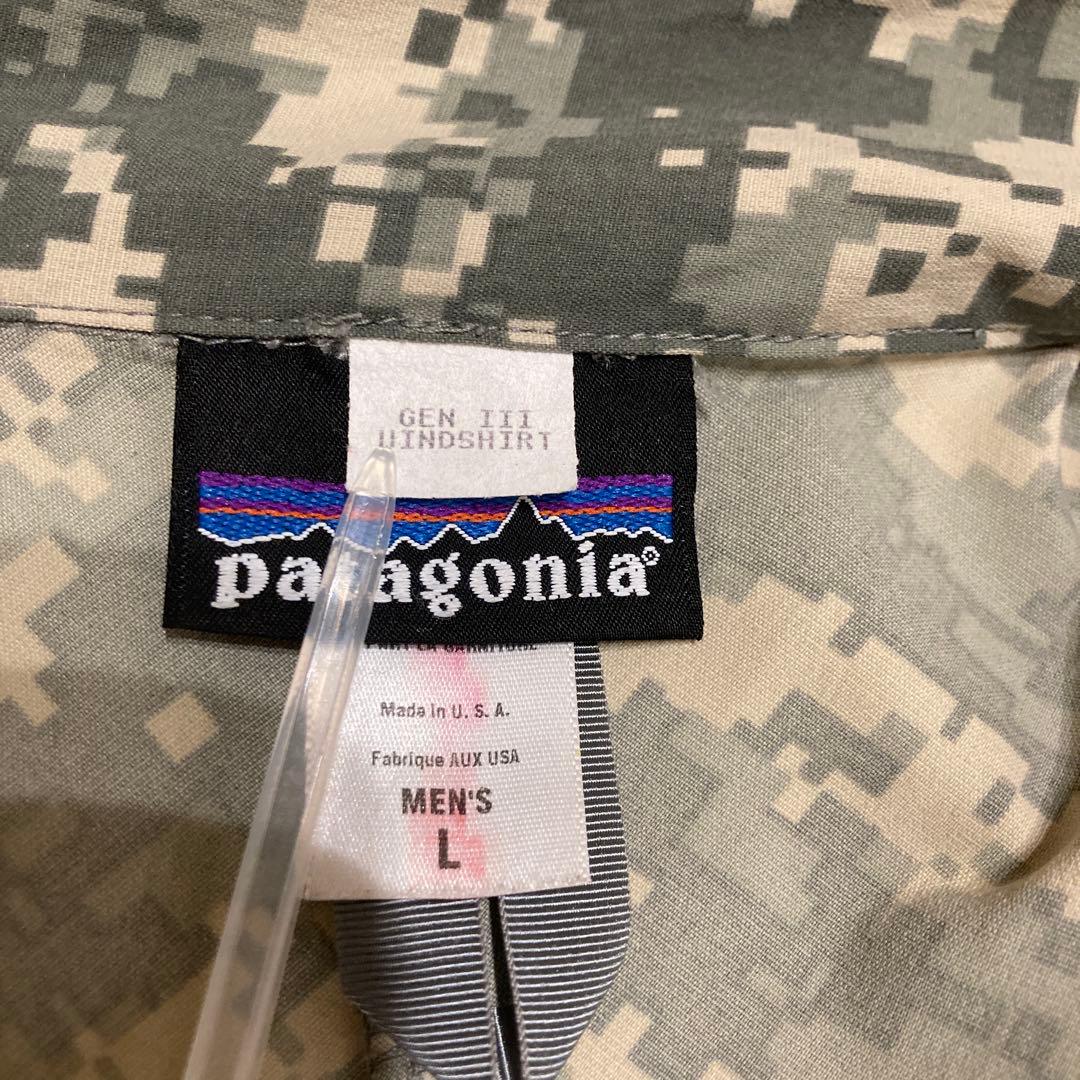 GEN III
WINDSHIRT
patagonia®
Made in U. S. A.
Fabrique AUX USA
MEN'S
L